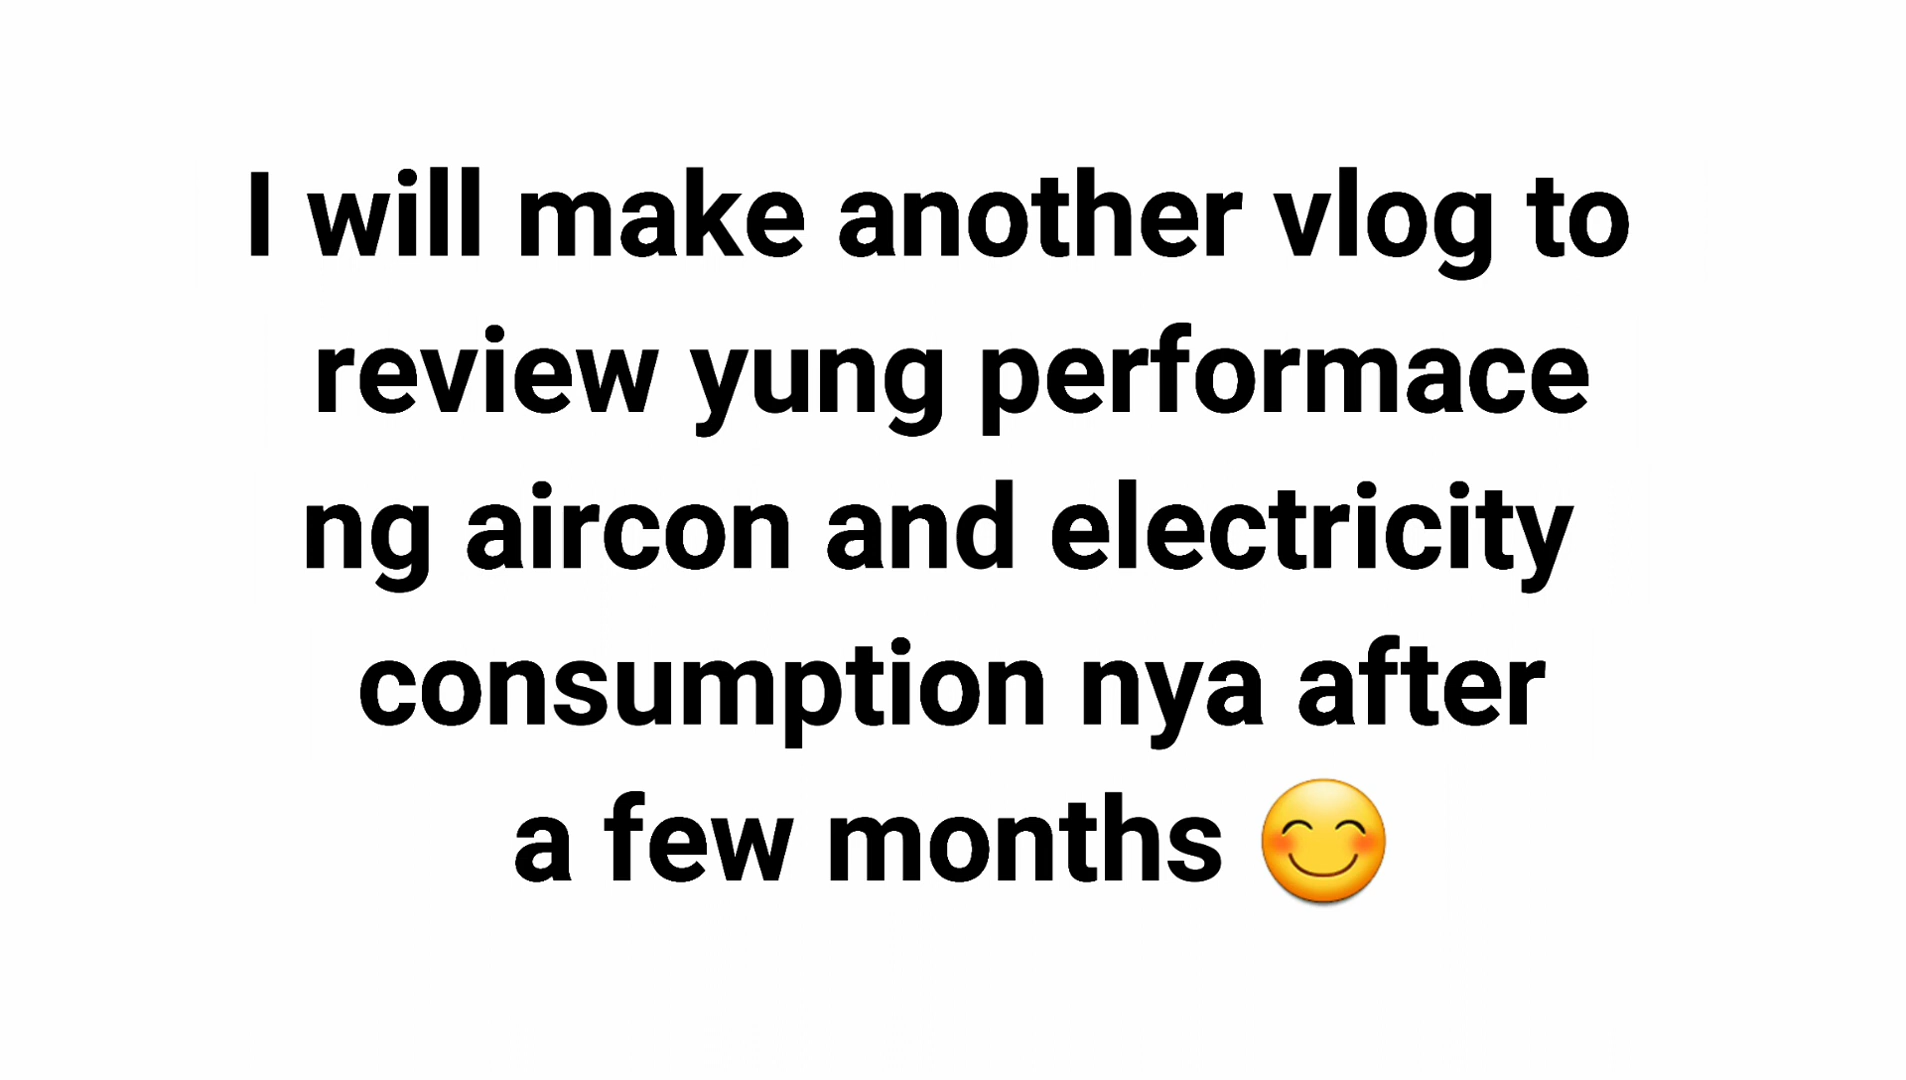 I will make another vlog to
review yung performace
ng aircon and electricity
consumption nya after
a few months 😊